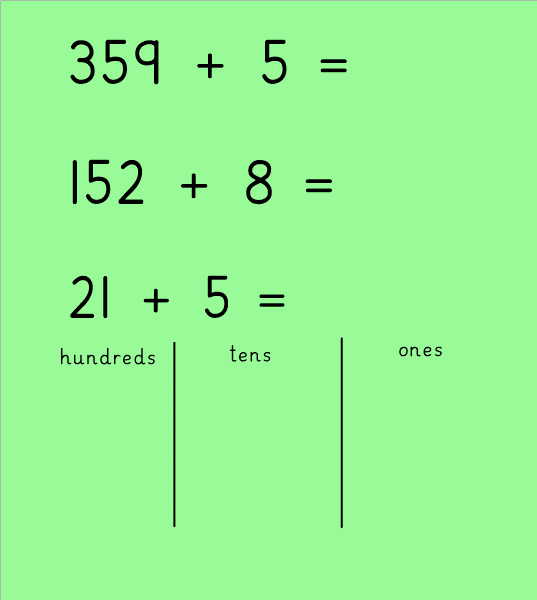 359 + 5 =
152 + 8 =
21 + 5 =
hundreds tens ones